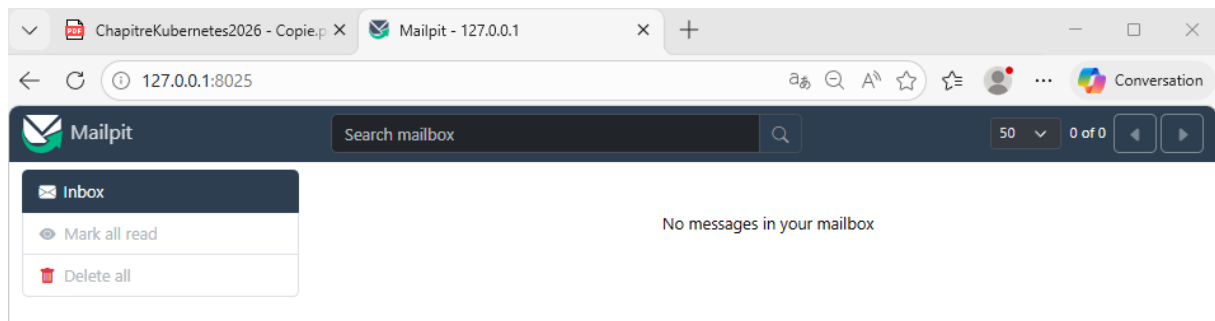 ChapitreKubernetes2026 - Copie.p
Mailpit - 127.0.0.1
127.0.0.1:8025
Conversation
Mailpit
Search mailbox
50
0 of 0
Inbox
Mark all read
Delete all
No messages in your mailbox